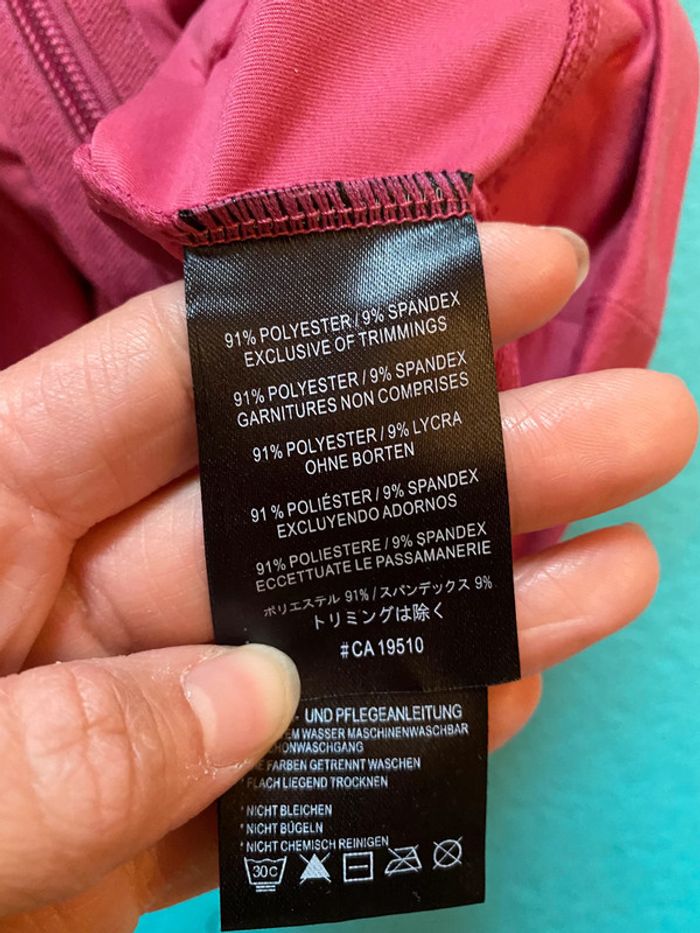 91% POLYESTER / 9% SPANDEX
EXCLUSIVE OF TRIMMINGS
91% POLYESTER / 9% SPANDEX
GARNITURES NON COMPRISES
91% POLYESTER / 9% LYCRA
OHNE BORTEN
91 % POLIÉSTER / 9% SPANDEX
EXCLUYENDO ADORNOS
91% POLIESTERE / 9% SPANDEX
ECCETTUATE LE PASSAMANERIE
ポリエステル 91% / スパンデックス 9%
トリミングは除く
#CA 19510
- UND PFLEGEANLEITUNG
WASSER MASCHINENWASCHBAR
FARBEN GETRENNT WASCHEN
FLACH LIEGEND TROCKNEN
* NICHT BLEICHEN
* NICHT BÜGELN
* NICHT CHEMISCH REINIGEN
30C